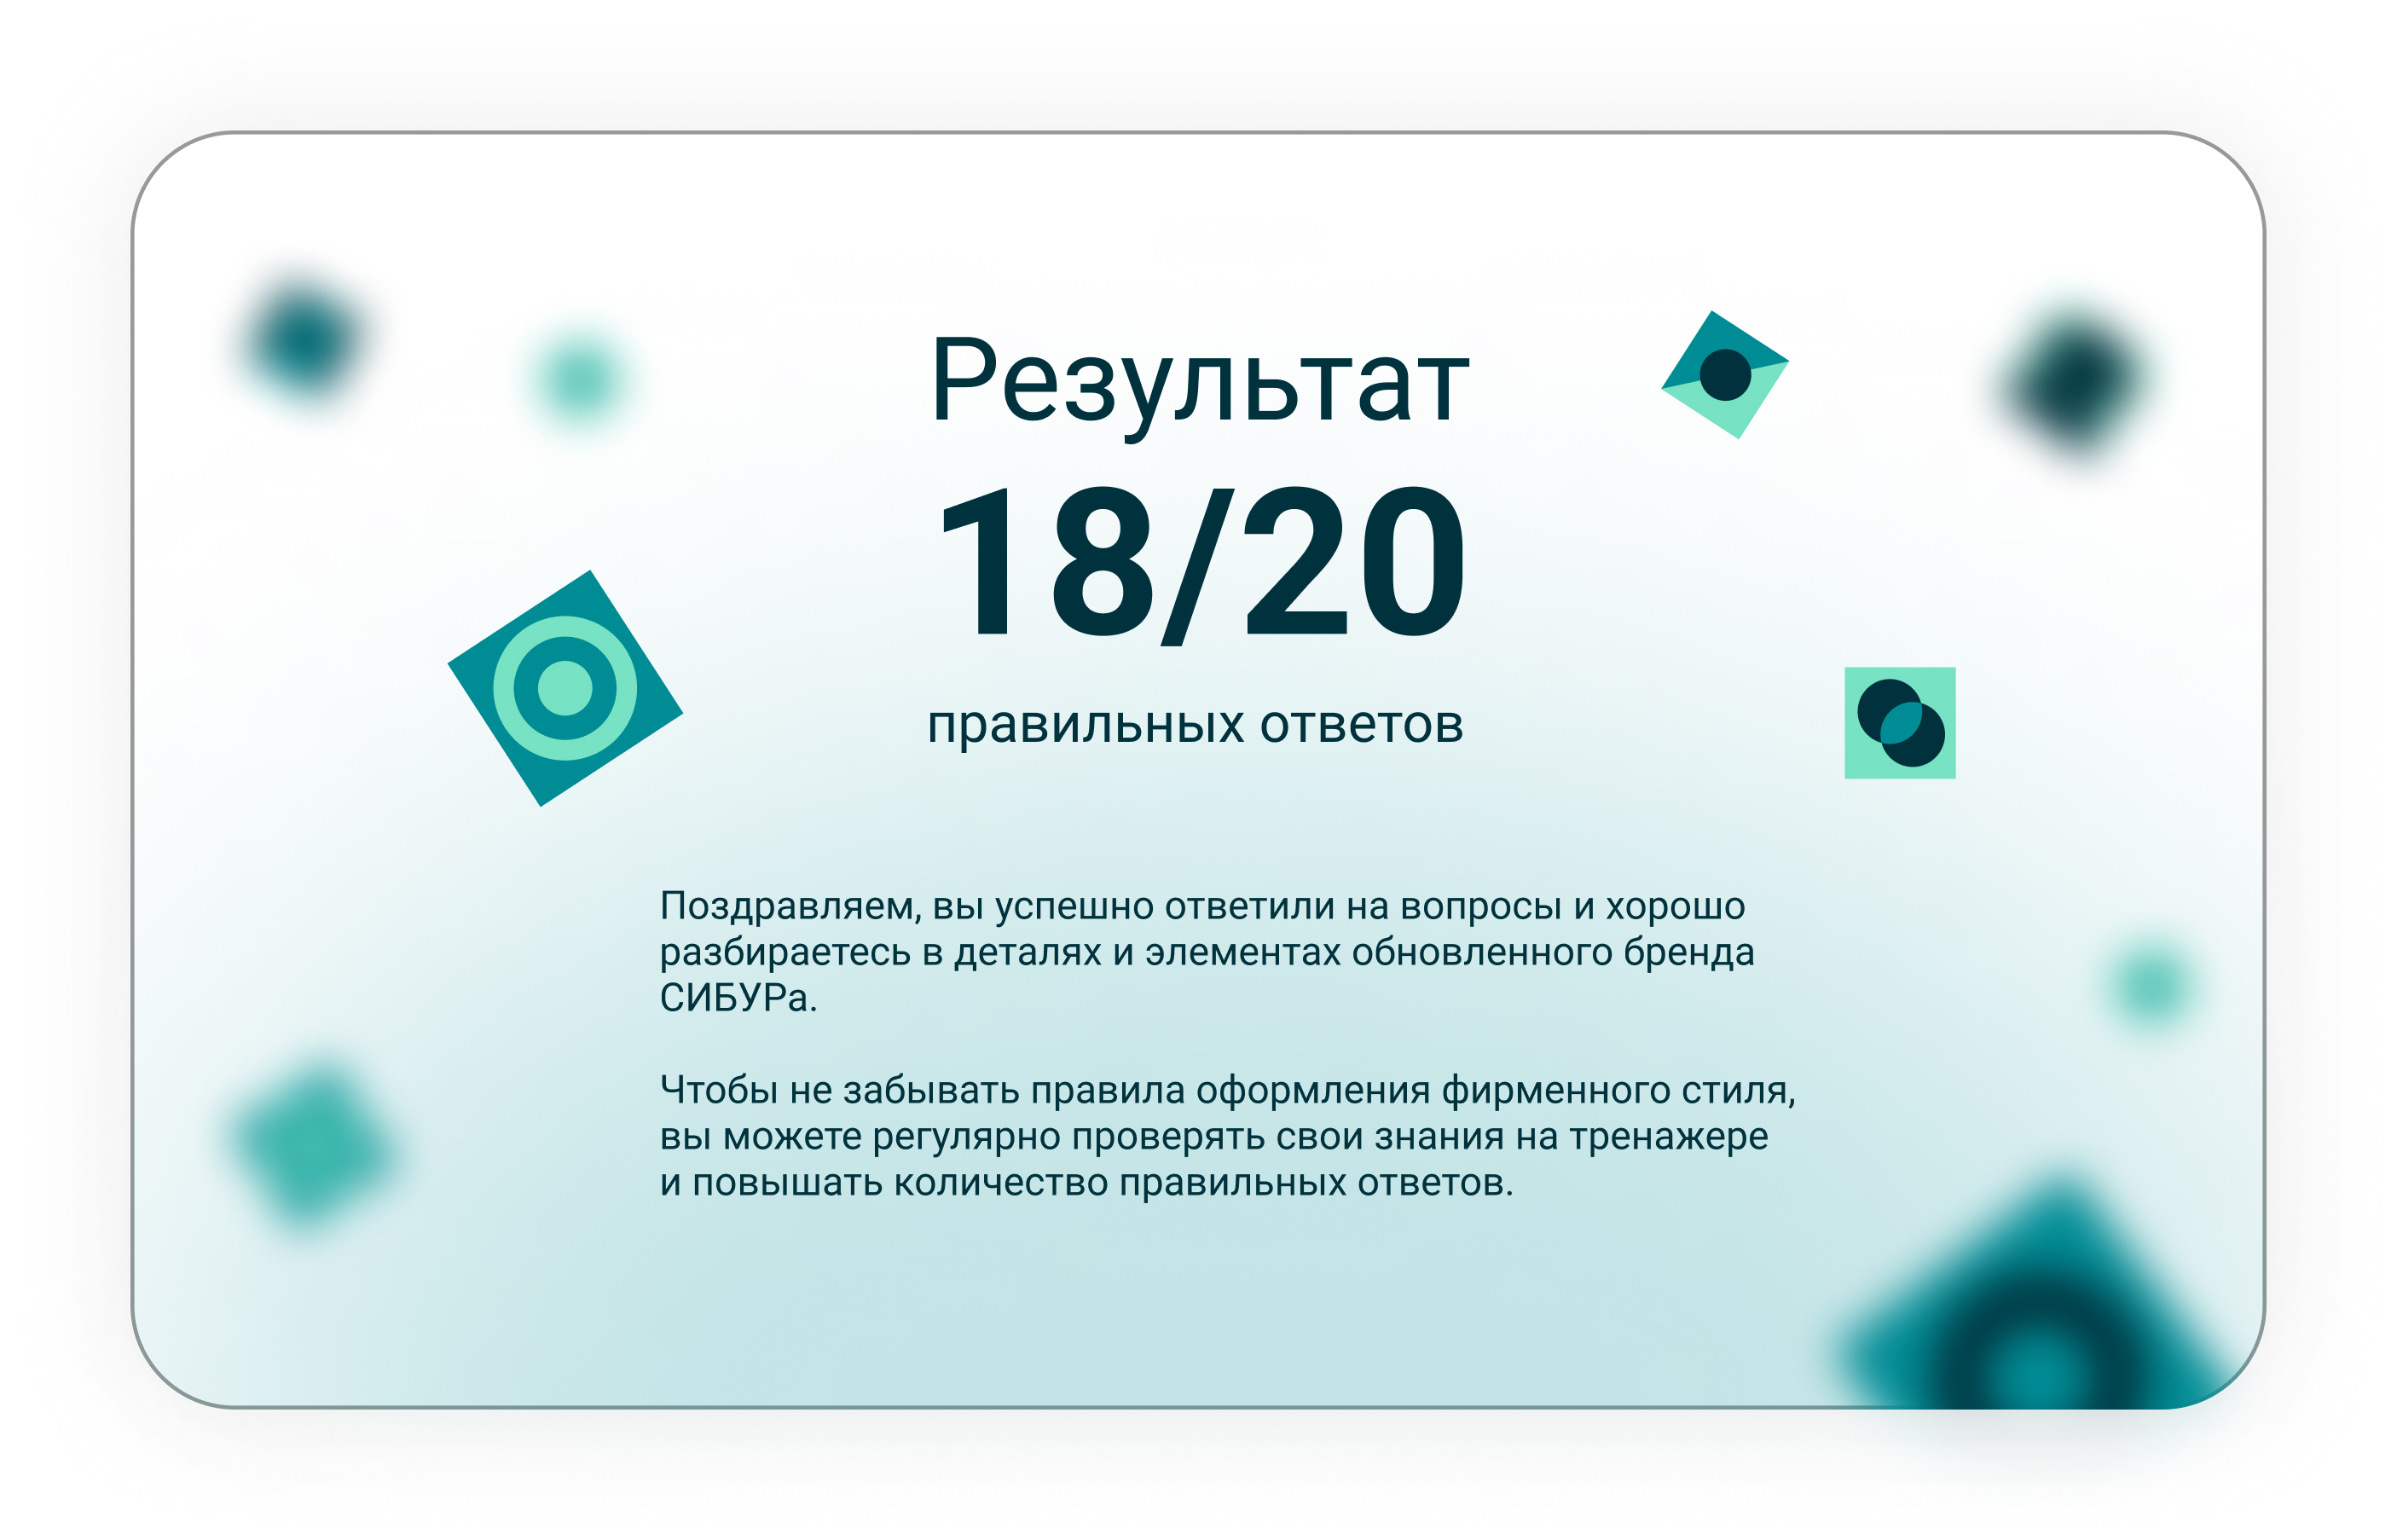 Результат
18/20
правильных ответов
Поздравляем, вы успешно ответили на вопросы и хорошо
разбираетесь в деталях и элементах обновленного бренда
СИБУРа.
Чтобы не забывать правила оформления фирменного стиля,
вы можете регулярно проверять свои знания на тренажере
и повышать количество правильных ответов.